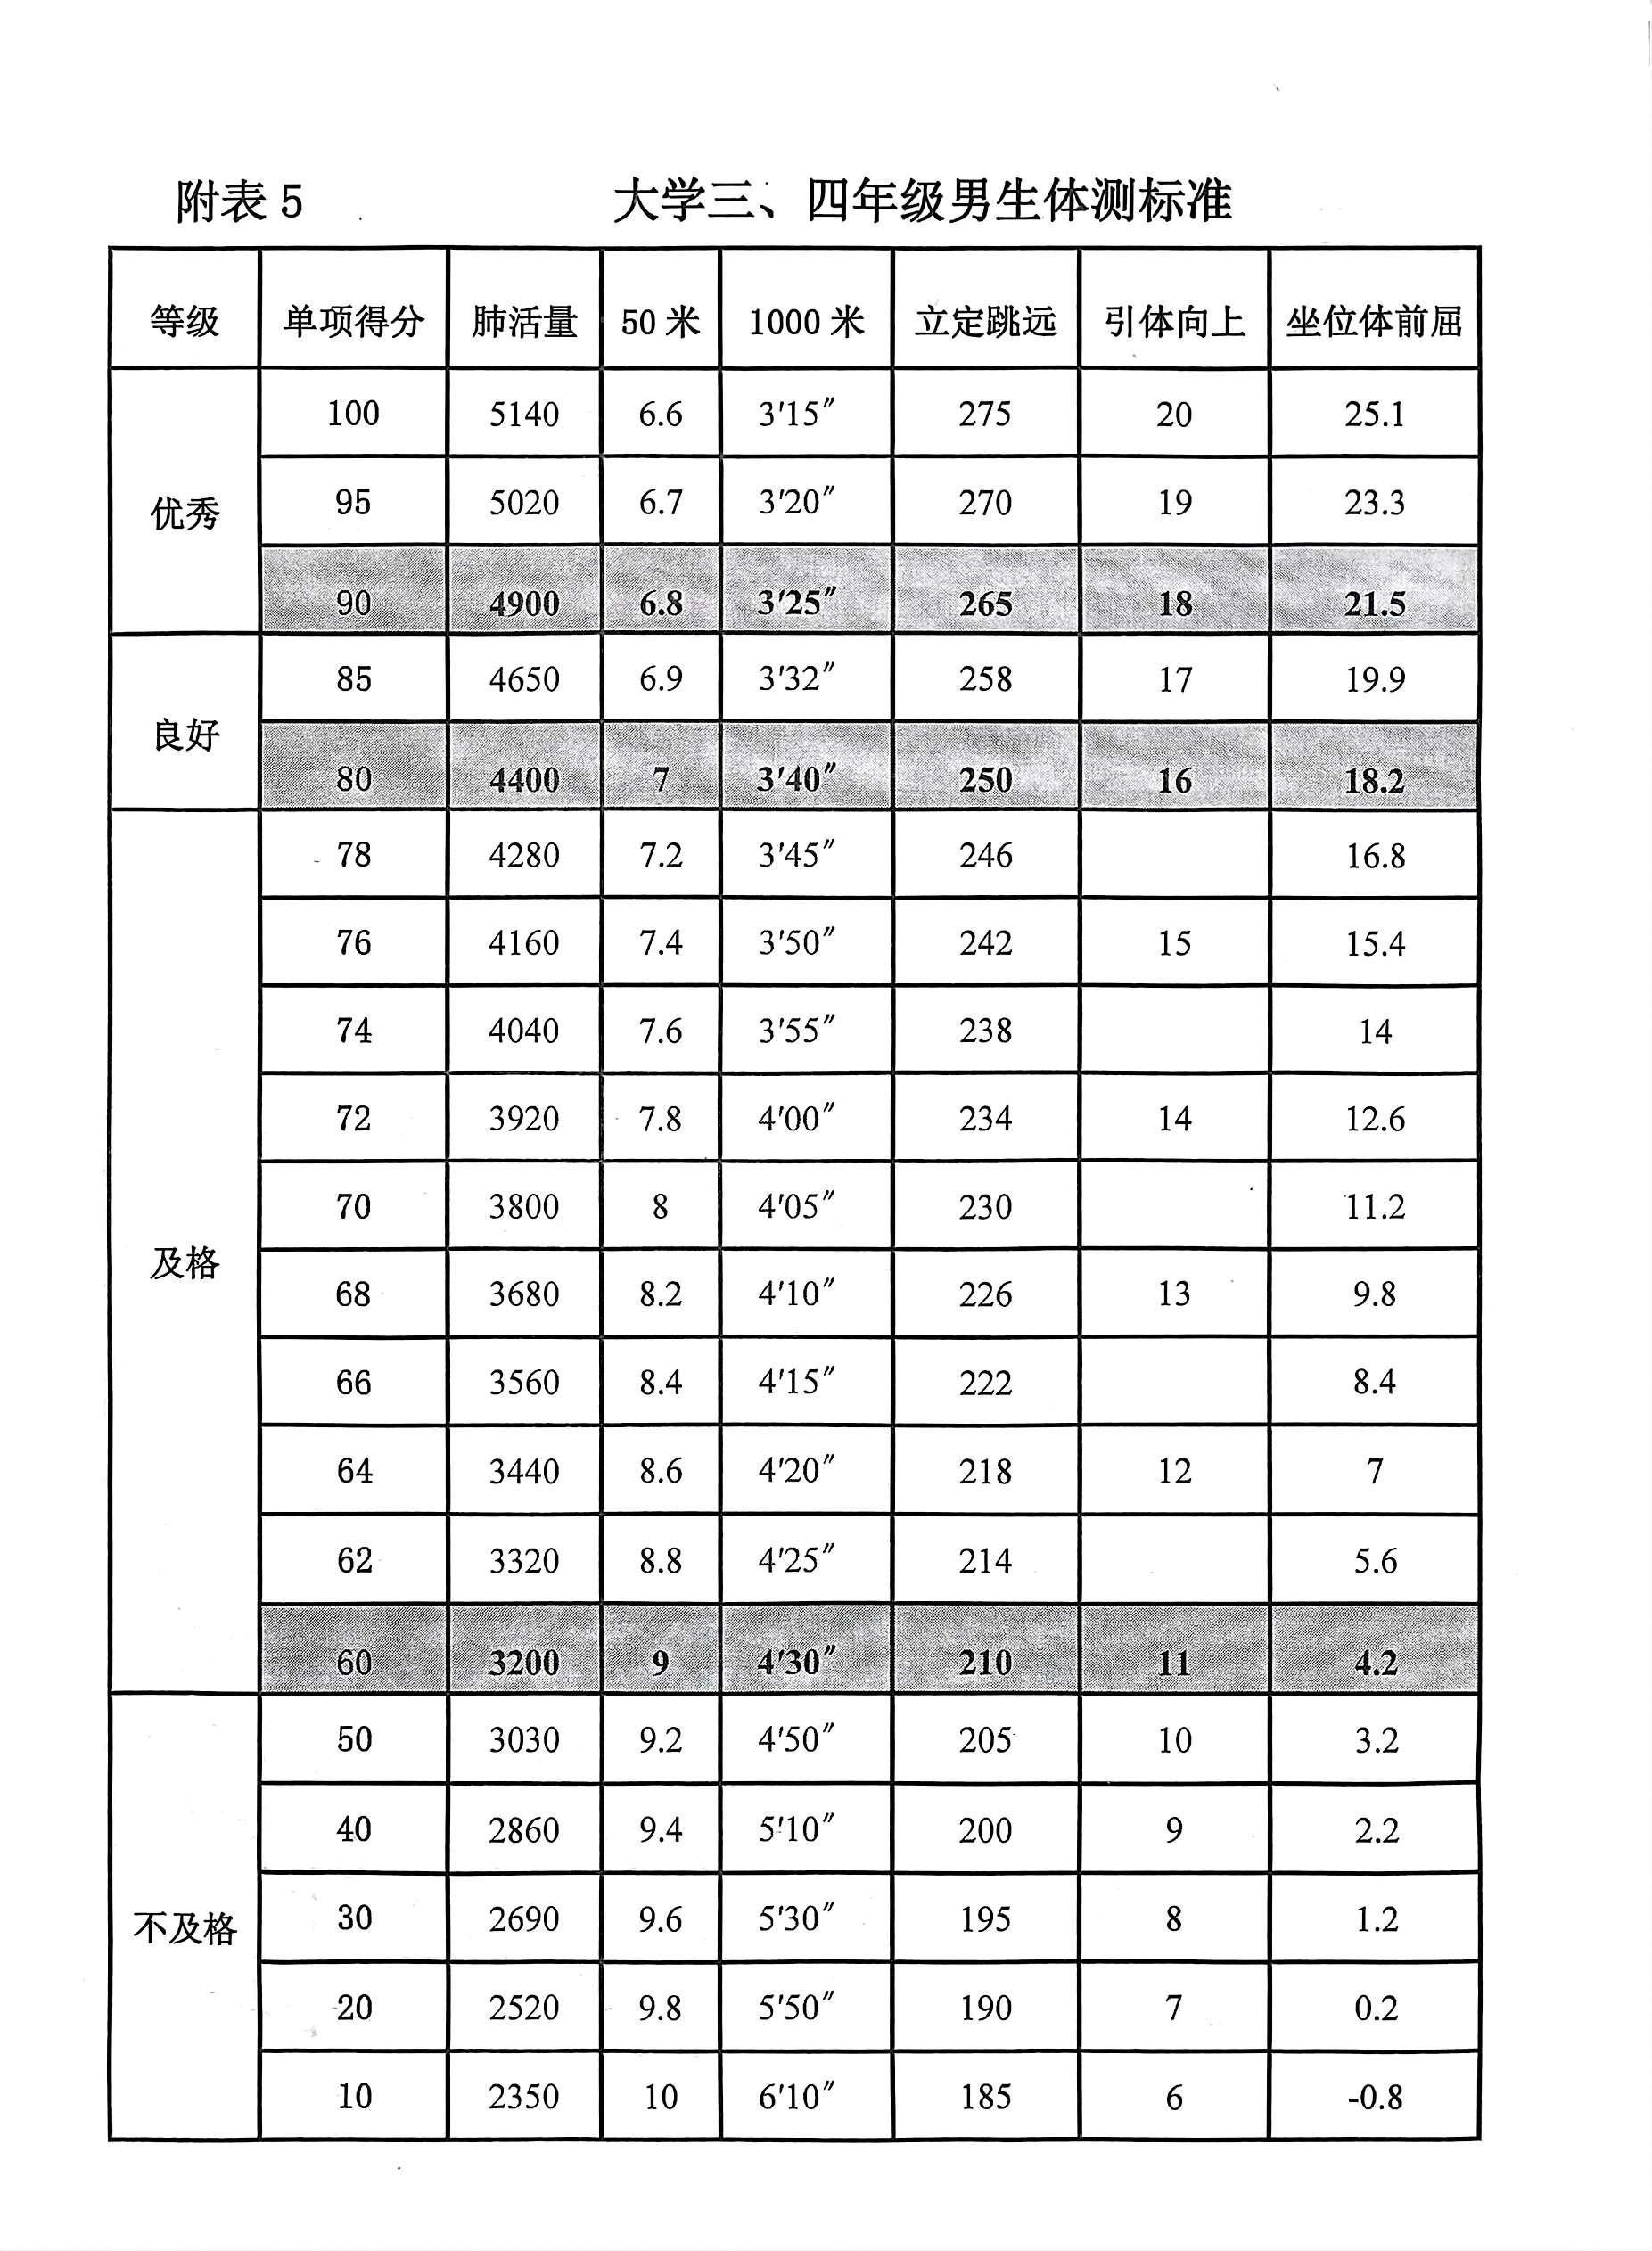 附表 5 大学三、四年级男生体测标准
等级 单项得分 肺活量 50 米 1000 米 立定跳远 引体向上 坐位体前屈
优秀 100 5140 6.6 3′15″ 275 20 25.1
95 5020 6.7 3′20″ 270 19 23.3
90 4900 6.8 3′25″ 265 18 21.5
良好 85 4650 6.9 3′32″ 258 17 19.9
80 4400 7 3′40″ 250 16 18.2
及格 78 4280 7.2 3′45″ 246 16.8
76 4160 7.4 3′50″ 242 15 15.4
74 4040 7.6 3′55″ 238 14
72 3920 7.8 4′00″ 234 14 12.6
70 3800 8 4′05″ 230 11.2
68 3680 8.2 4′10″ 226 13 9.8
66 3560 8.4 4′15″ 222 8.4
64 3440 8.6 4′20″ 218 12 7
62 3320 8.8 4′25″ 214 5.6
60 3200 9 4′30″ 210 11 4.2
不及格 50 3030 9.2 4′50″ 205 10 3.2
40 2860 9.4 5′10″ 200 9 2.2
30 2690 9.6 5′30″ 195 8 1.2
20 2520 9.8 5′50″ 190 7 0.2
10 2350 10 6′10″ 185 6 -0.8